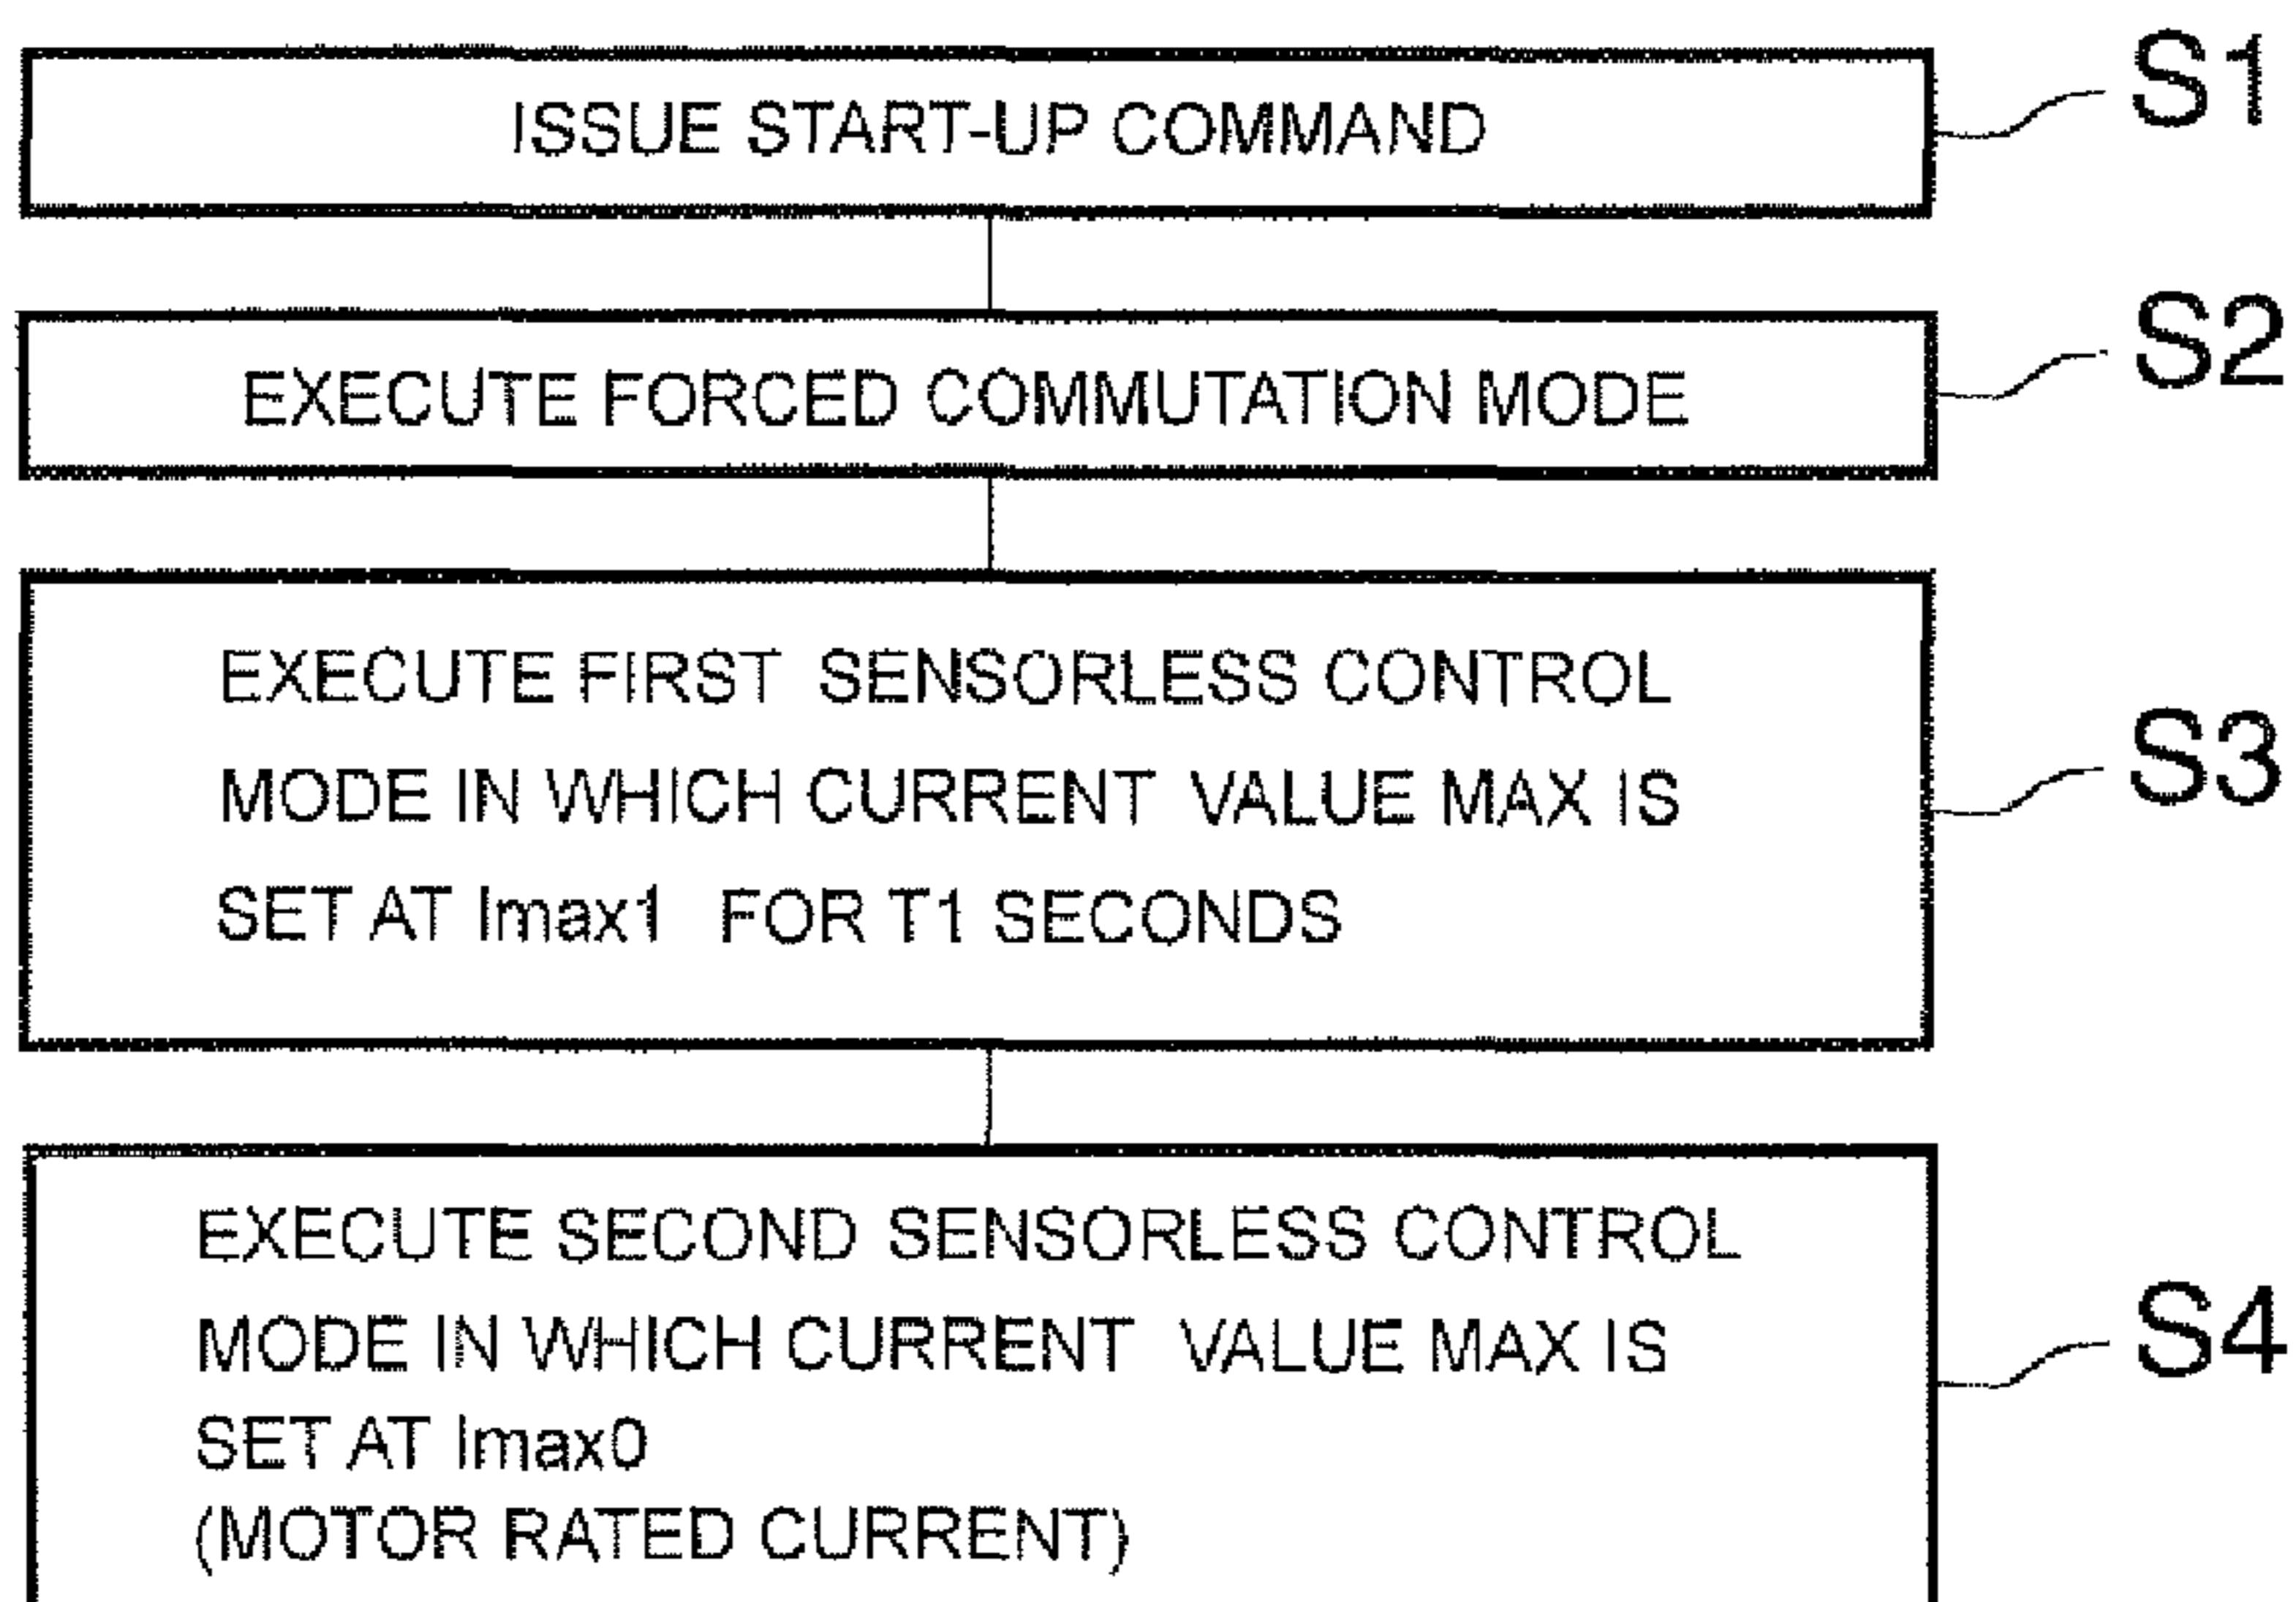 ISSUE START-UP COMMAND
S1
EXECUTE FORCED COMMUTATION MODE
S2
EXECUTE FIRST SENSORLESS CONTROL
MODE IN WHICH CURRENT VALUE MAX IS
SET AT Imax1 FOR T1 SECONDS
S3
EXECUTE SECOND SENSORLESS CONTROL
MODE IN WHICH CURRENT VALUE MAX IS
SET AT Imax0
(MOTOR RATED CURRENT)
S4